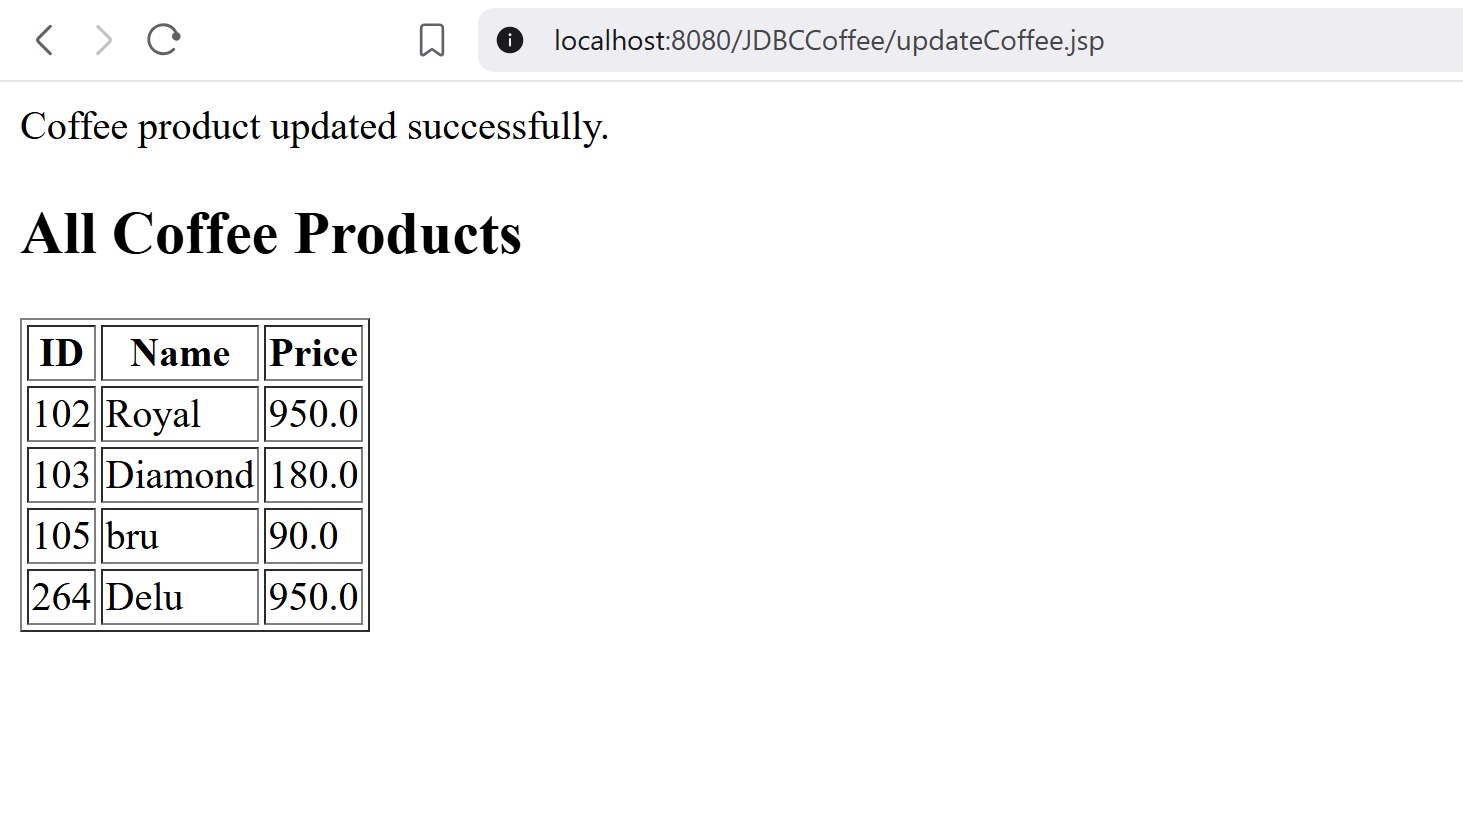 localhost:8080/JDBCCoffee/updateCoffee.jsp
Coffee product updated successfully.
All Coffee Products
ID Name Price
102 Royal 950.0
103 Diamond 180.0
105 bru 90.0
264 Delu 950.0